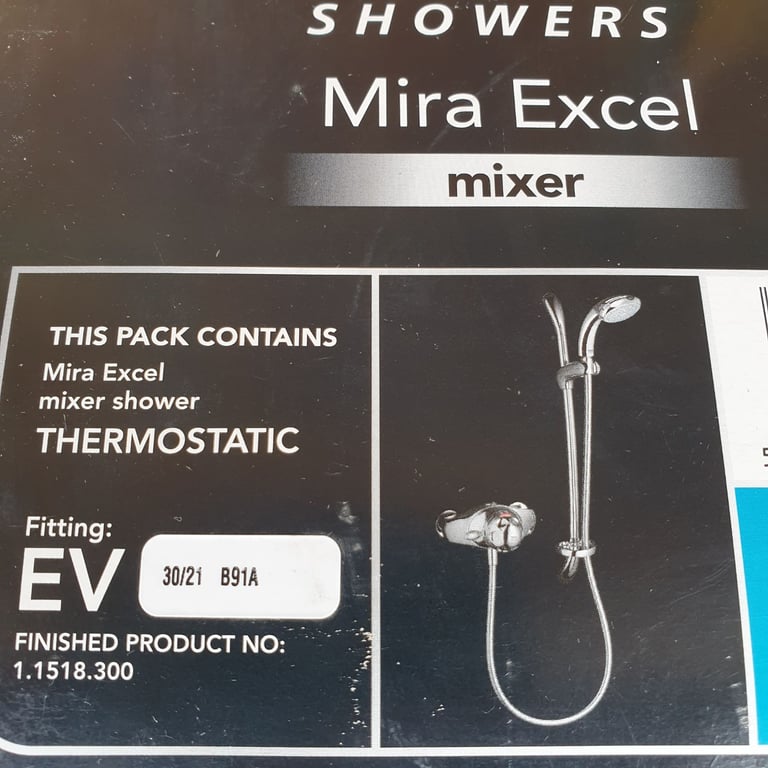 SHOWERS
Mira Excel
mixer
THIS PACK CONTAINS
Mira Excel
mixer shower
THERMOSTATIC
Fitting:
EV
30/21 B91A
FINISHED PRODUCT NO:
1.1518.300